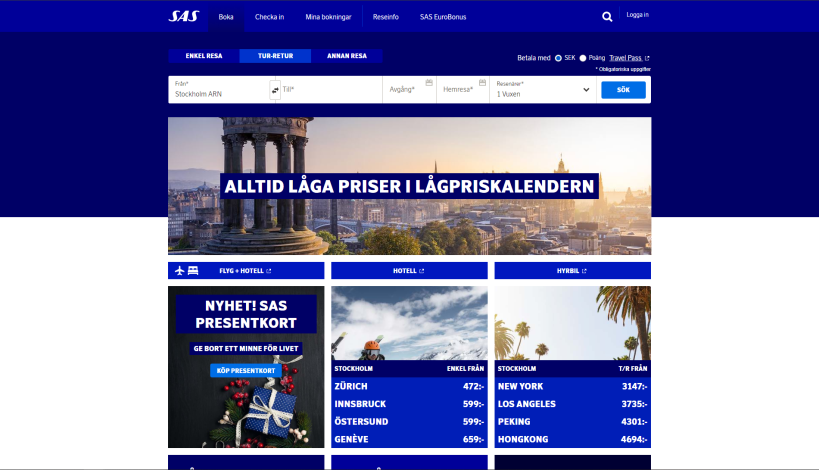 SAS
Boka
Checka in
Mina bokningar
Reseinfo
SAS EuroBonus
Logga in
ENKEL RESA
TUR-RETUR
ANNAN RESA
Betala med
SEK
Poäng
Travel Pass
* Obligatoriska uppgifter
Från*
Stockholm ARN
Till*
Avgång*
Hemresa*
Resenärer*
1 Vuxen
SÖK
ALLTID LÅGA PRISER I LÅGPRISKALENDERN
FLYG + HOTELL
HOTELL
HYRBIL
NYHET! SAS
PRESENTKORT
GE BORT ETT MINNE FÖR LIVET
KÖP PRESENTKORT
STOCKHOLM ENKEL FRÅN
ZÜRICH 472:-
INNSBRUCK 599:-
ÖSTERSUND 599:-
GENÈVE 659:-
STOCKHOLM T/R FRÅN
NEW YORK 3147:-
LOS ANGELES 3735:-
PEKING 4301:-
HONGKONG 4694:-